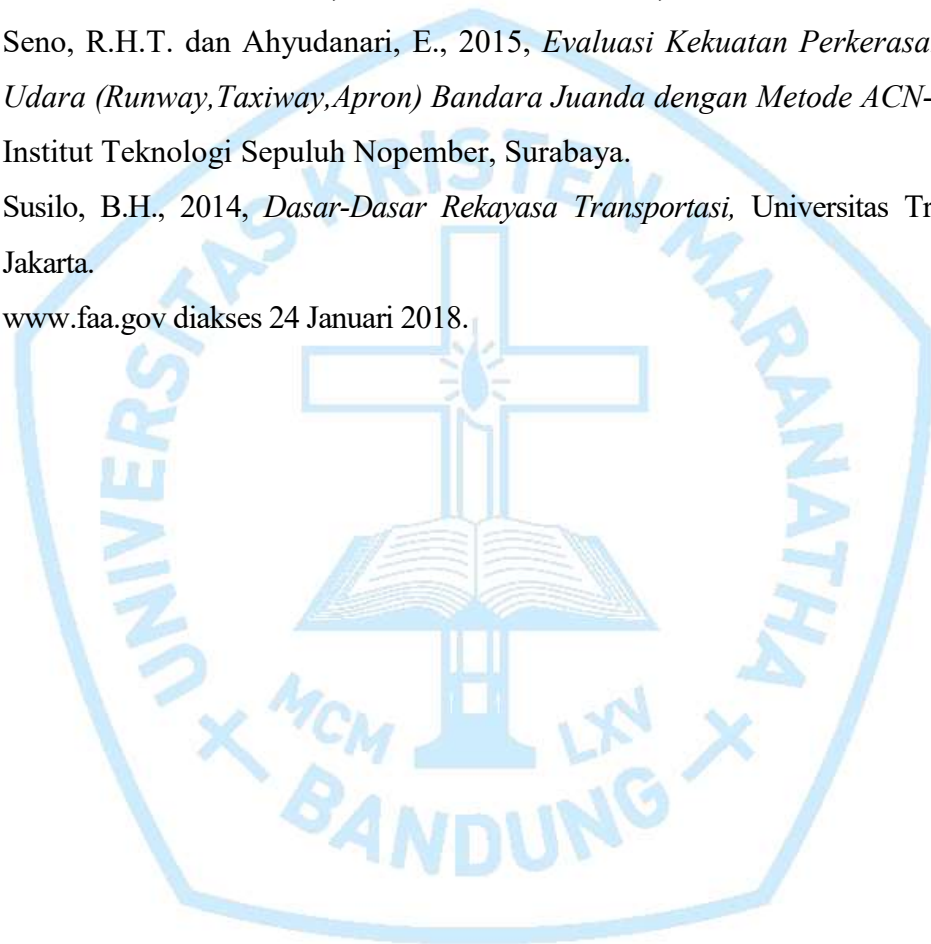 Seno, R.H.T. dan Ahyudanari, E., 2015, Evaluasi Kekuatan
Udara (Runway,Taxiway,Apron) Bandara Juanda dengan Metode ACN-
Institut Teknologi Sepuluh Nopember, Surabaya.
Susilo, B.H., 2014, Dasar-Dasar Rekayasa Transportasi, Universitas
Jakarta.
www.faa.gov diakses 24 Januari 2018.
UNIVERSITAS KRISTEN MARANATHA
MCM LXV
BANDUNG